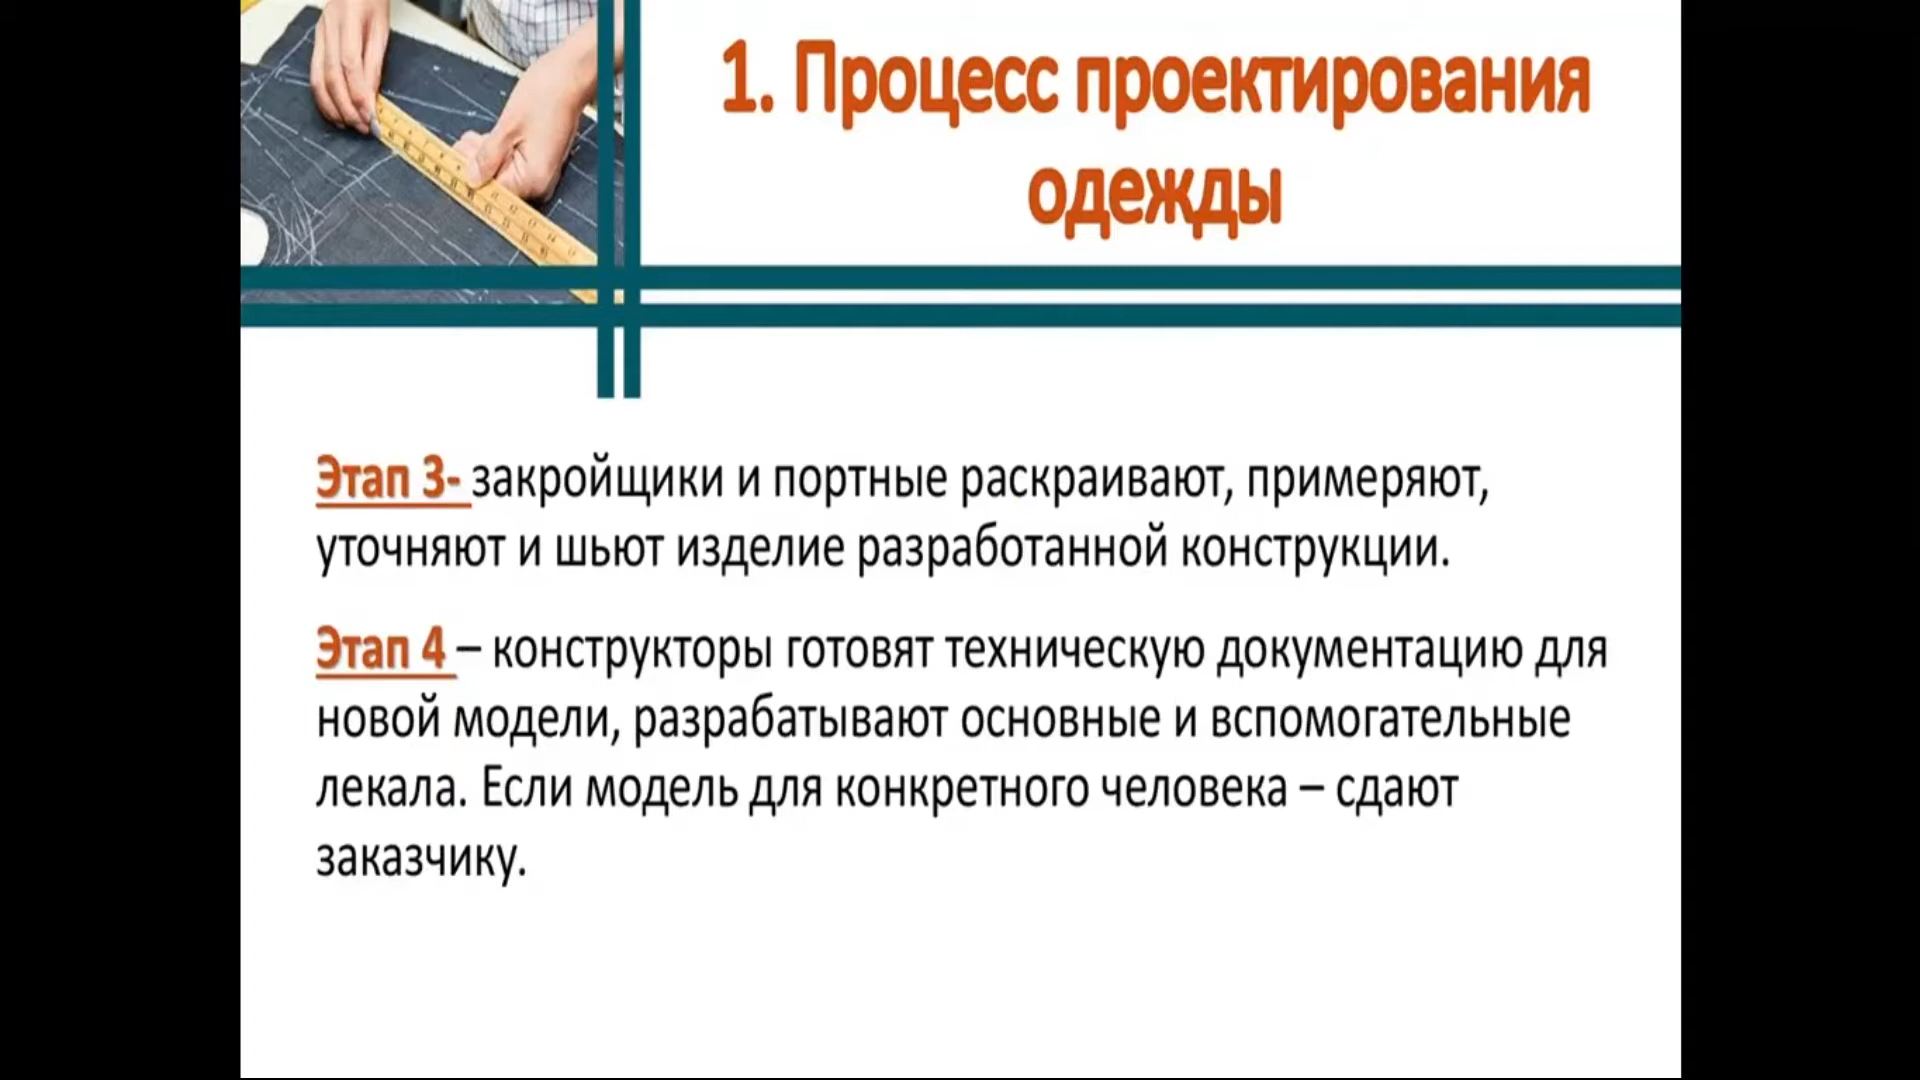 1. Процесс проектирования
одежды
Этап 3- закройщики и портные раскраивают, примеряют,
уточняют и шьют изделие разработанной конструкции.
Этап 4 – конструкторы готовят техническую документацию для
новой модели, разрабатывают основные и вспомогательные
лекала. Если модель для конкретного человека – сдают
заказчику.